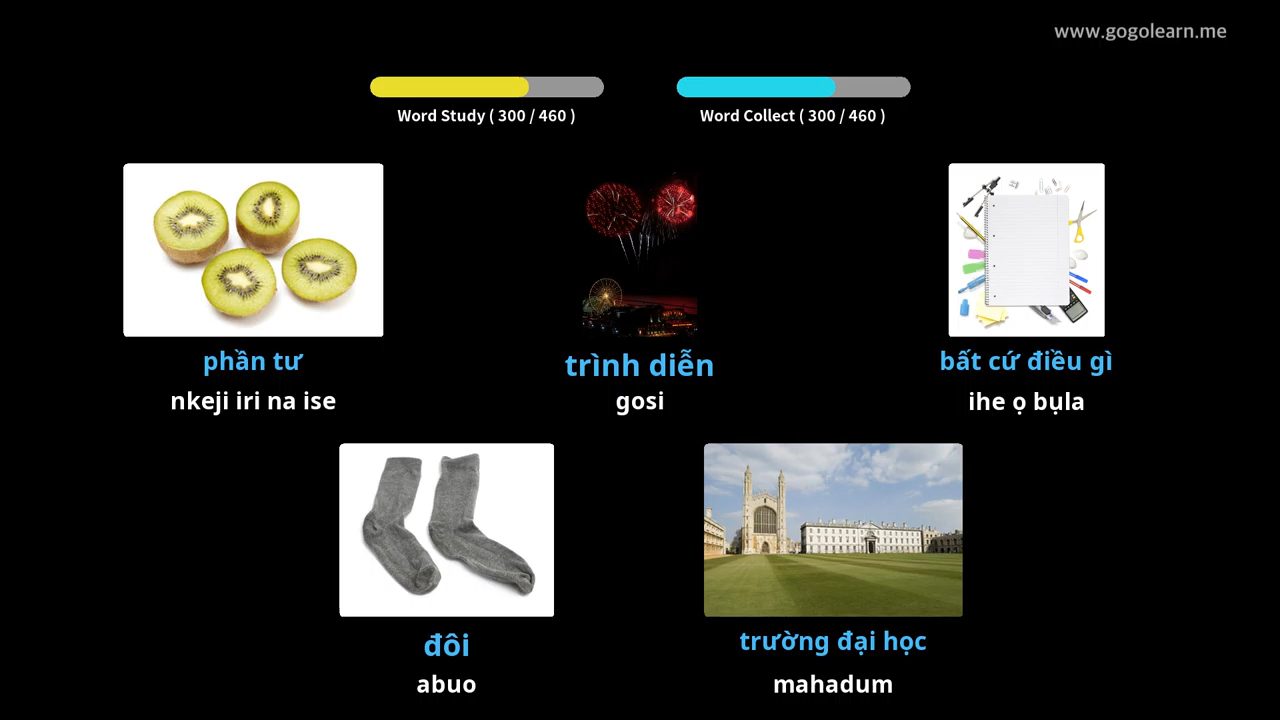 www.gogolearn.me
Word Study ( 300 / 460 )
Word Collect ( 300 / 460 )
phần tư
nkeji iri na ise
trình diễn
gosi
bất cứ điều gì
ihe ọ bụla
đôi
abuo
trường đại học
mahadum